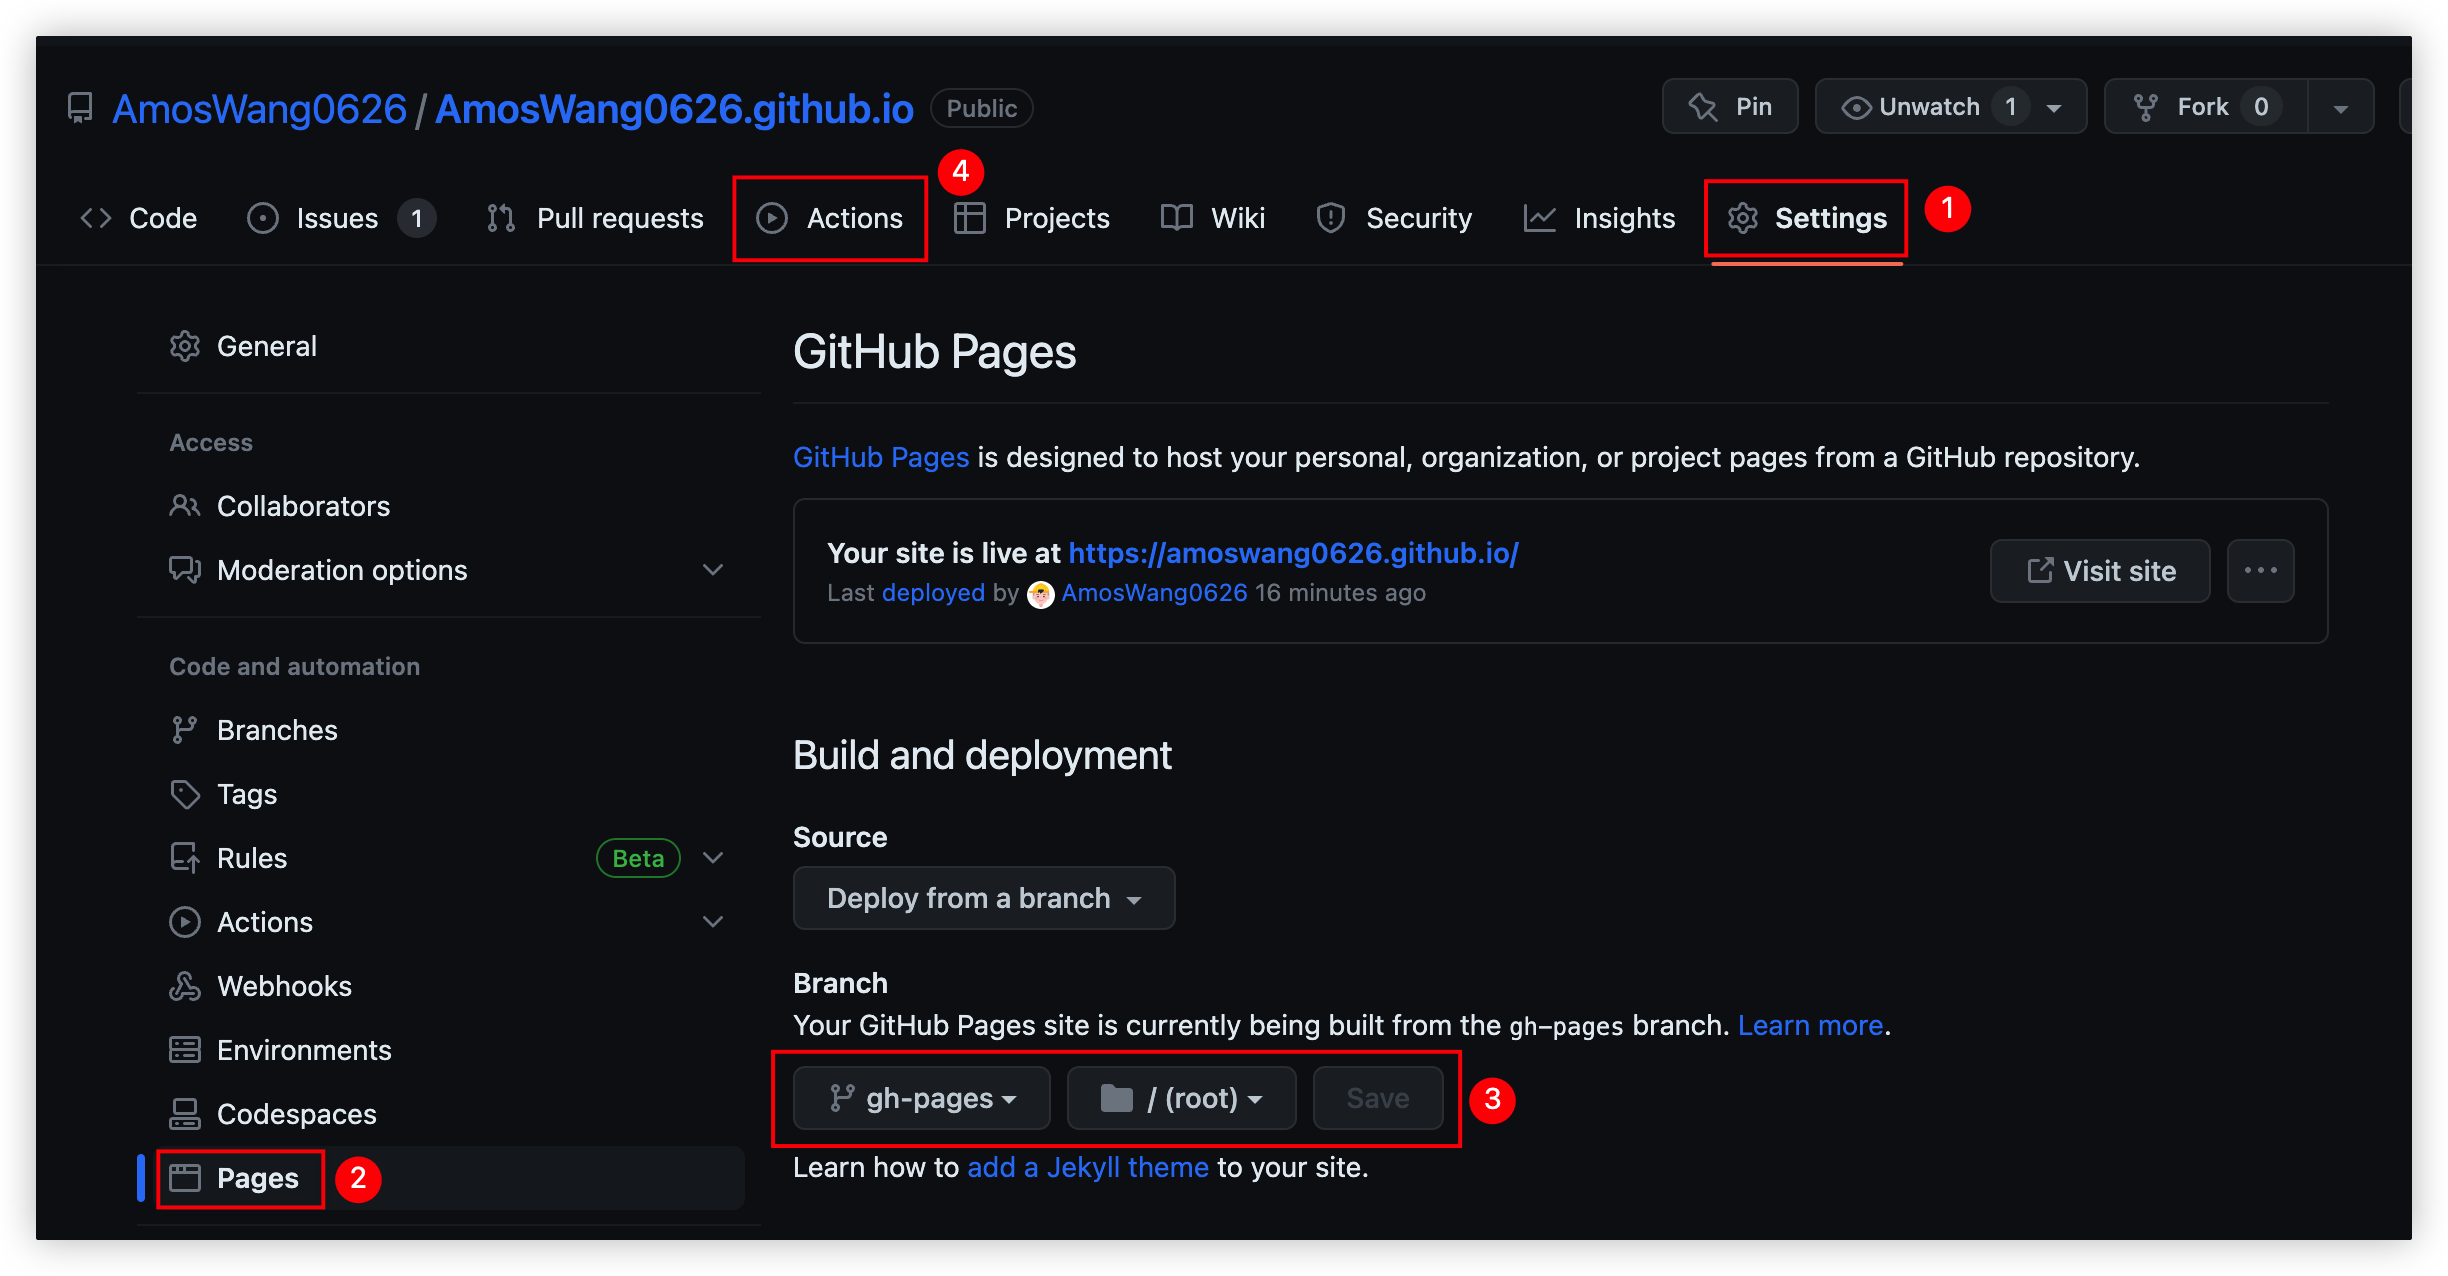 AmosWang0626 / AmosWang0626.github.io Public
Pin
Unwatch 1
Fork 0
4
Code
Issues 1
Pull requests
Actions
Projects
Wiki
Security
Insights
Settings
1
General
Access
Collaborators
Moderation options
Code and automation
Branches
Tags
Rules Beta
Actions
Webhooks
Environments
Codespaces
Pages 2
GitHub Pages
GitHub Pages is designed to host your personal, organization, or project pages from a GitHub repository.
Your site is live at https://amoswang0626.github.io/
Last deployed by AmosWang0626 16 minutes ago
Visit site
Build and deployment
Source
Deploy from a branch
Branch
Your GitHub Pages site is currently being built from the gh-pages branch. Learn more.
gh-pages / (root) Save 3
Learn how to add a Jekyll theme to your site.